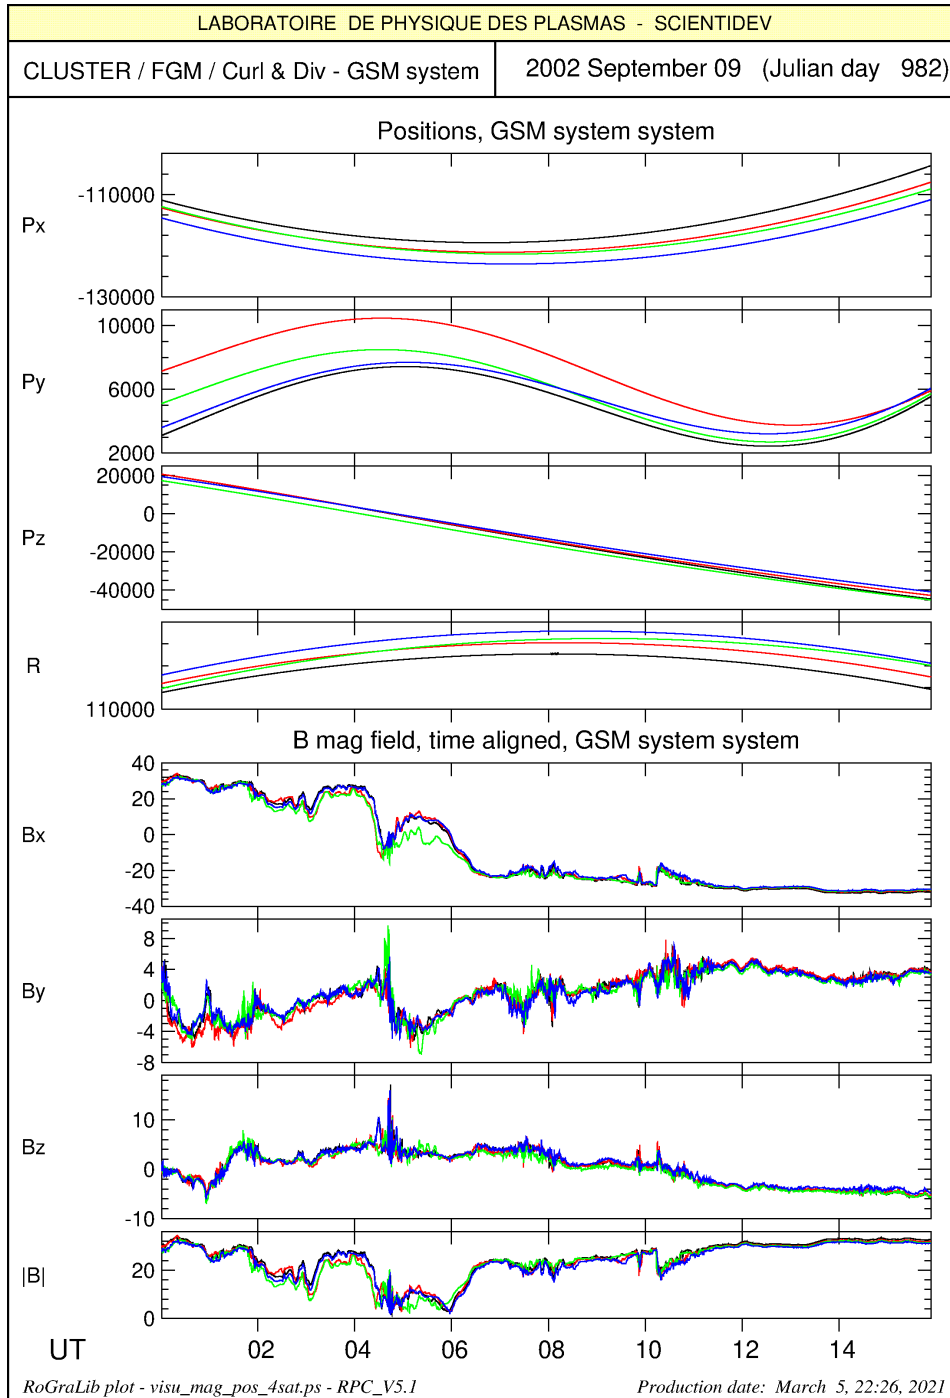 LABORATOIRE DE PHYSIQUE DES PLASMAS - SCIENTIDEV
CLUSTER / FGM / Curl & Div - GSM system
2002 September 09 (Julian day 982)
Positions, GSM system system
Px
-110000
-130000
Py
10000
6000
2000
Pz
20000
0
-20000
-40000
R
110000
B mag field, time aligned, GSM system system
Bx
40
20
0
-20
-40
By
8
4
0
-4
-8
Bz
10
0
-10
|B|
20
0
UT
02
04
06
08
10
12
14
RoGraLib plot - visu_mag_pos_4sat.ps - RPC_V5.1
Production date: March 5, 22:26, 2021